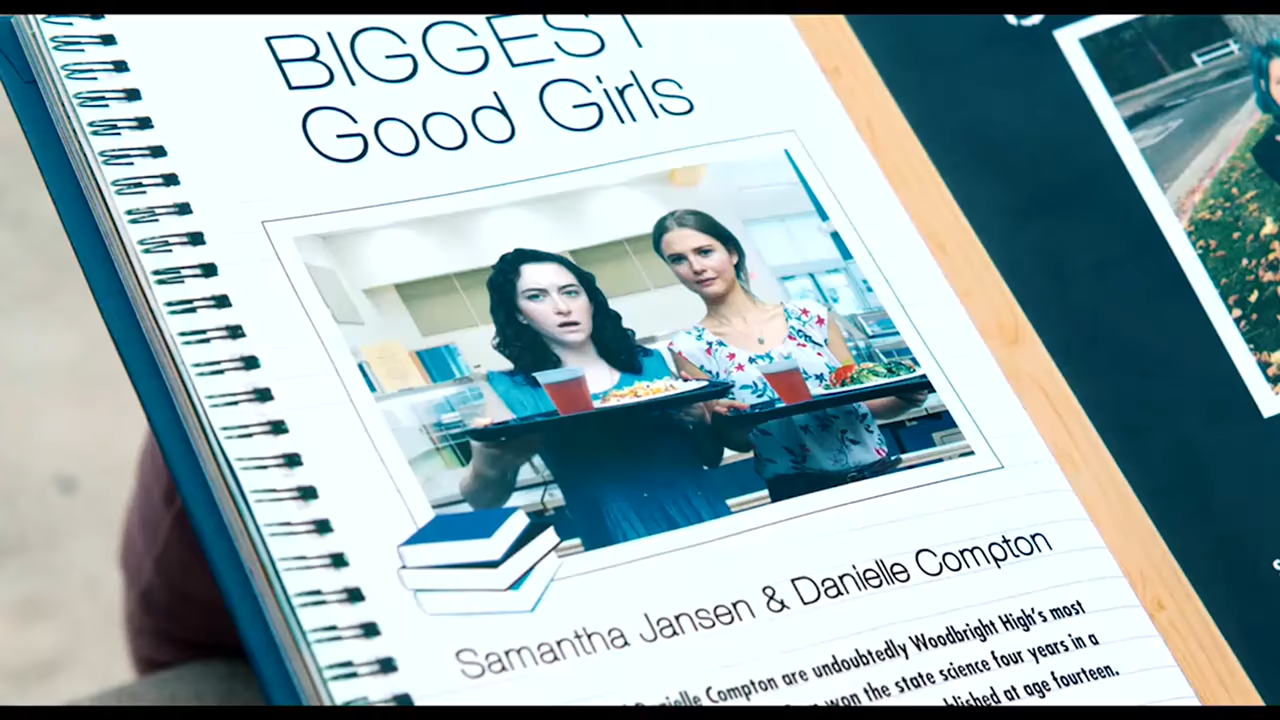 BIGGEST
Good Girls
Samantha Jansen & Danielle Compton
Danielle Compton are undoubtedly Woodbright High's most
won the state science four years in a
at age fourteen.